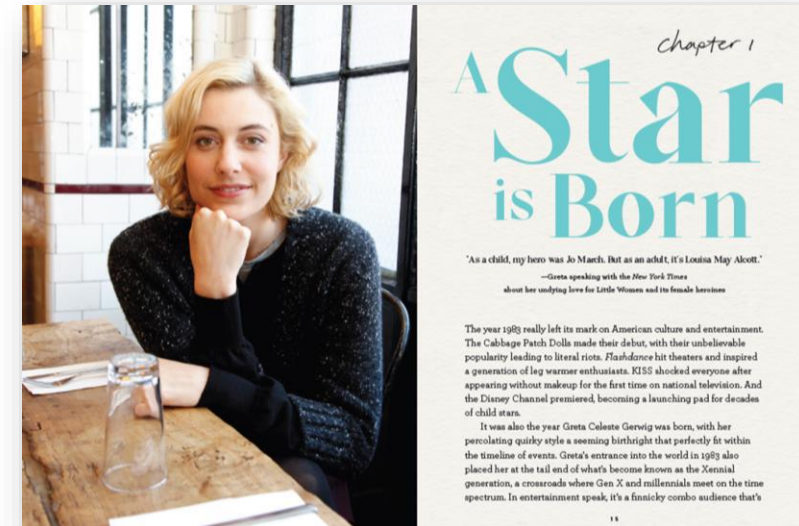 chapter 1
A Star
is Born
"As a child, my hero was Jo March. But as an adult, it's Louisa May Alcott."
—Greta speaking with the New York Times
about her undying love for Little Women and its female heroines
The year 1983 really left its mark on American culture and entertainment.
The Cabbage Patch Dolls made their debut, with their unbelievable
popularity leading to literal riots. Flashdance hit theaters and inspired
a generation of leg warmer enthusiasts. KISS shocked everyone after
appearing without makeup for the first time on national television. And
the Disney Channel premiered, becoming a launching pad for decades
of child stars.
It was also the year Greta Celeste Gerwig was born, with her
percolating quirky style a seeming birthright that perfectly fit within
the timeline of events. Greta's entrance into the world in 1983 also
placed her at the tail end of what's become known as the Xennial
generation, a crossroads where Gen X and millennials meet on the time
spectrum. In entertainment speak, it's a finnicky combo audience that's